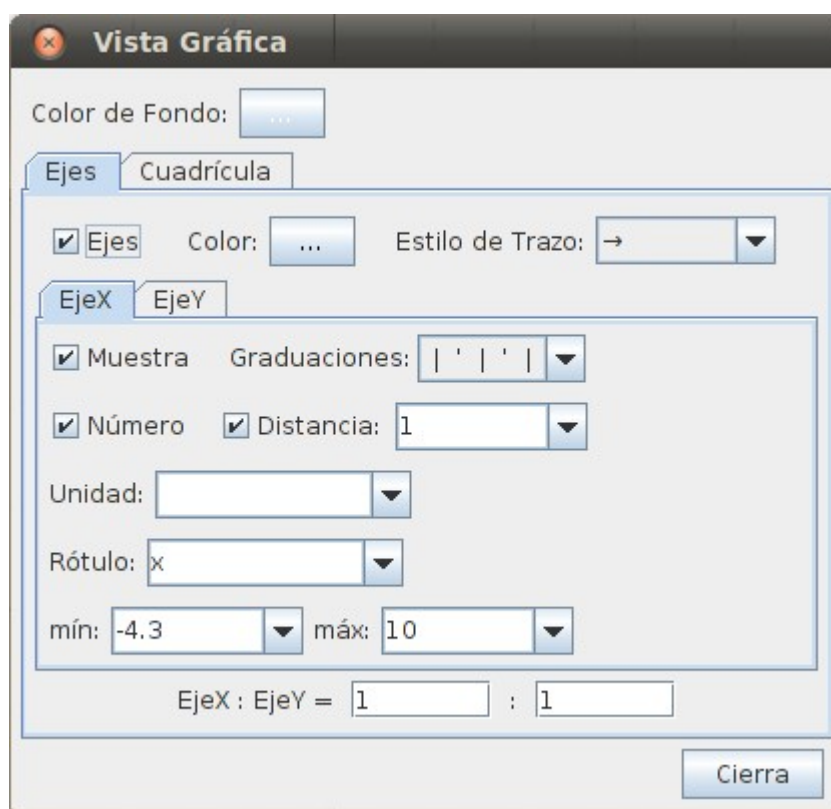 Vista Gráfica
Color de Fondo: ...
Ejes Cuadrícula
Ejes Color: ... Estilo de Trazo: →
EjeX EjeY
Muestra Graduaciones: | ' | ' |
Número Distancia: 1
Unidad:
Rótulo: x
mín: -4.3 máx: 10
EjeX : EjeY = 1 : 1
Cierra